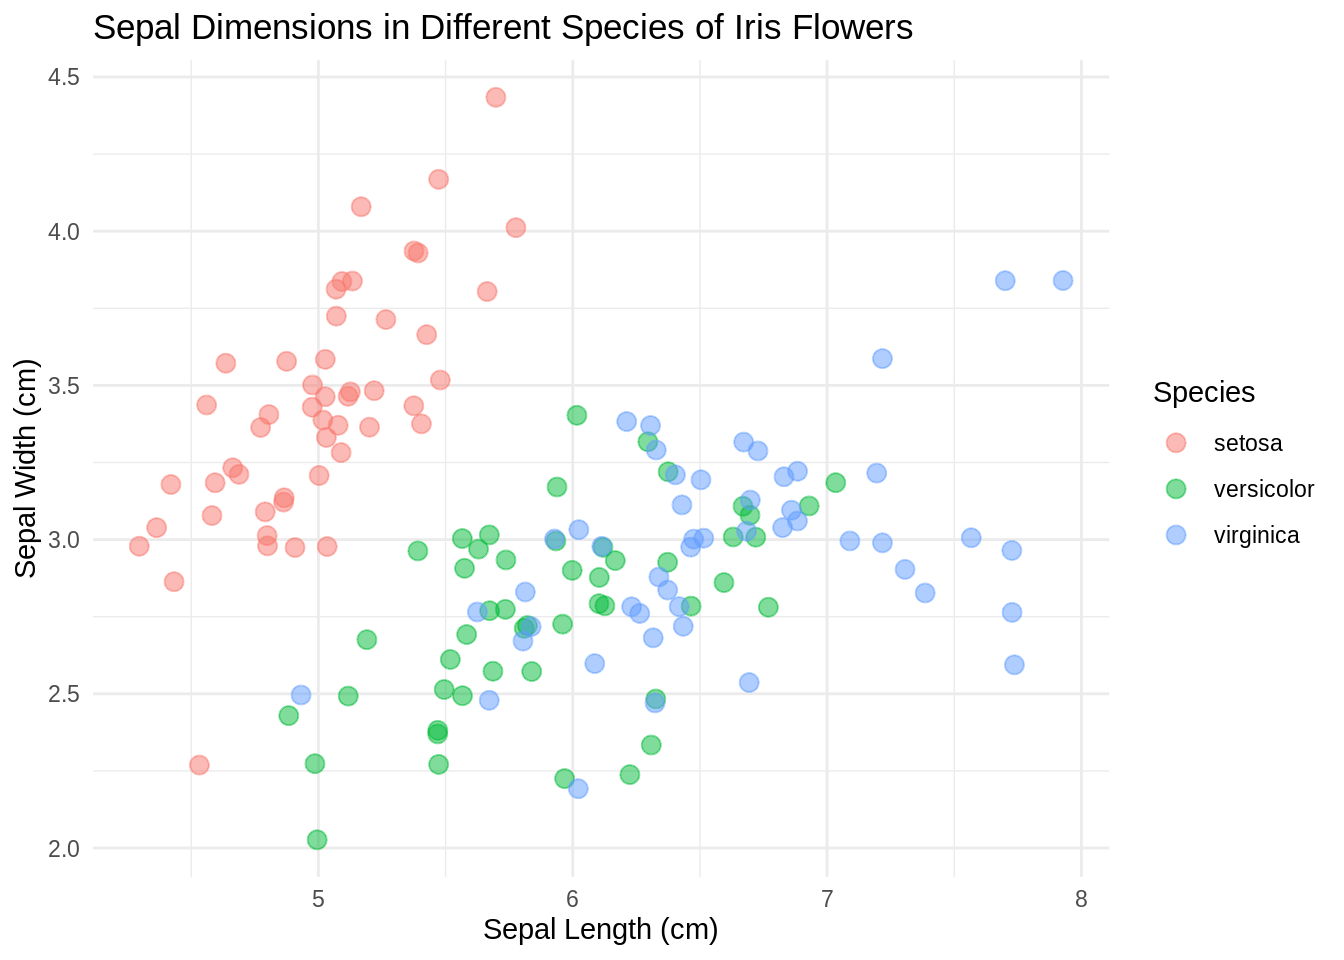 Sepal Dimensions in Different Species of Iris Flowers
4.5
4.0
3.5
3.0
2.5
2.0
Sepal Width (cm)
5 6 7 8
Sepal Length (cm)
Species
setosa
versicolor
virginica